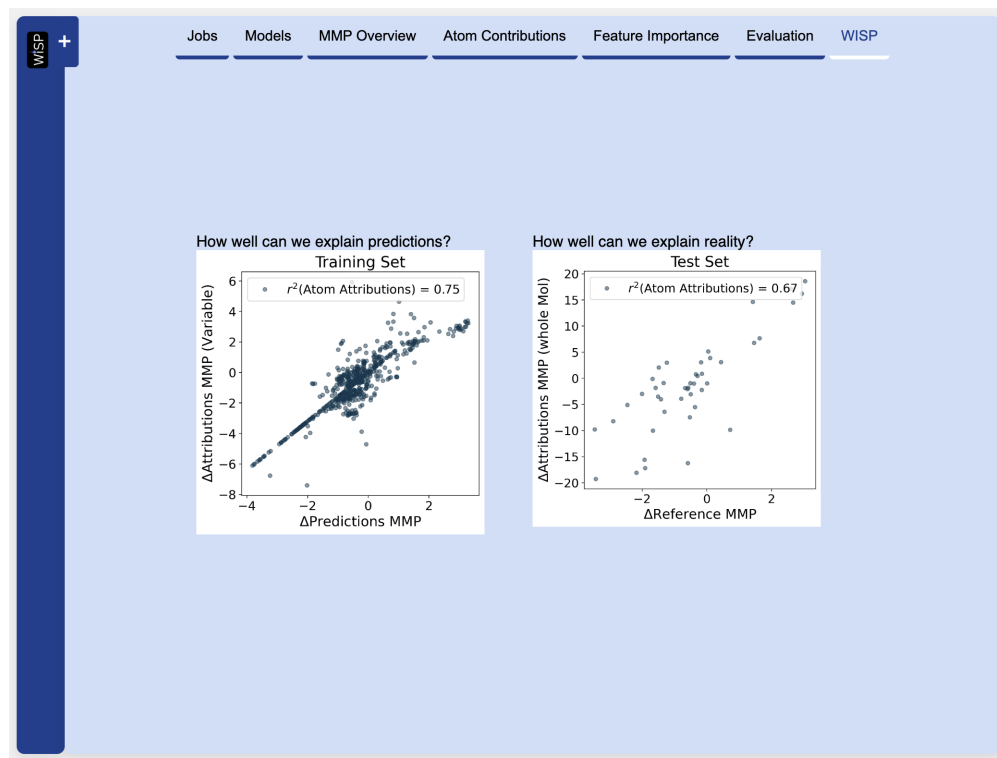 WISP
+
Jobs Models MMP Overview Atom Contributions Feature Importance Evaluation WISP
How well can we explain predictions?
Training Set
r²(Atom Attributions) = 0.75
ΔAttributions MMP (Variable)
6
4
2
0
−2
−4
−6
−8
−4 −2 0 2
ΔPredictions MMP
How well can we explain reality?
Test Set
r²(Atom Attributions) = 0.67
ΔAttributions MMP (whole Mol)
20
15
10
5
0
−5
−10
−15
−20
−2 0 2
ΔReference MMP